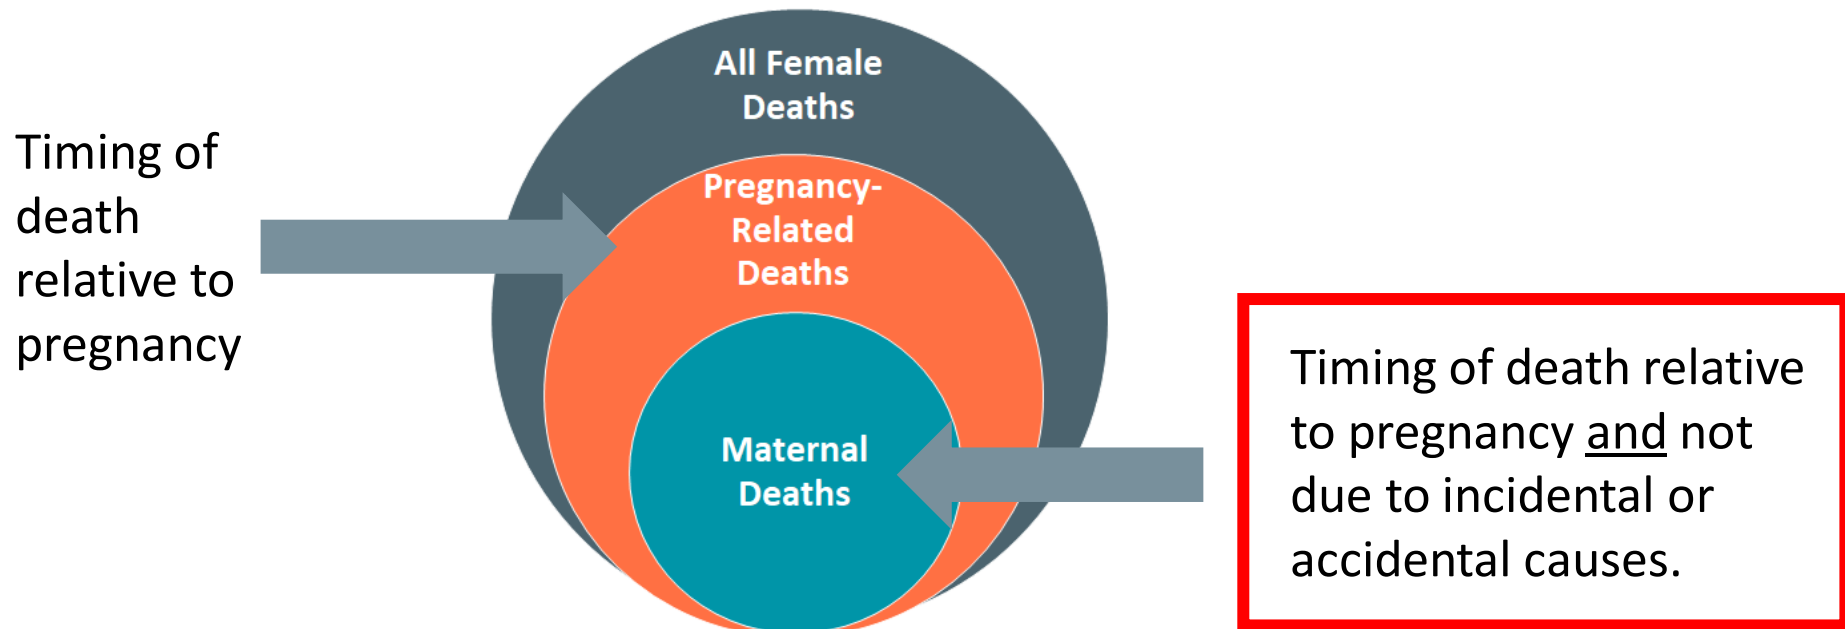 All Female
Deaths
Timing of
death
relative to
pregnancy
Pregnancy-
Related
Deaths
Maternal
Deaths
Timing of death relative
to pregnancy and not
due to incidental or
accidental causes.